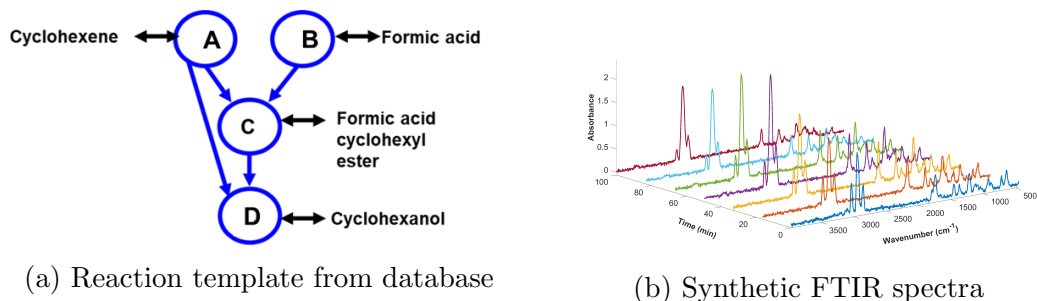 Cyclohexene
A
B
Formic acid
C
Formic acid
cyclohexyl
ester
D
Cyclohexanol
(a) Reaction template from database
Absorbance
2
1.5
1
0.5
0
100
80
60
40
20
0
Time (min)
3500
3000
2500
2000
1500
1000
500
Wavenumber (cm⁻¹)
(b) Synthetic FTIR spectra